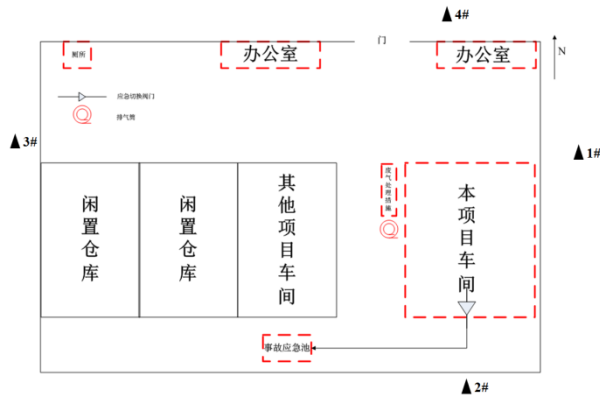 4#
门
N
厕所
办公室
办公室
应急切换阀门
排气筒
3#
1#
闲置仓库
闲置仓库
其他项目车间
废气处理措施
本项目车间
事故应急池
2#